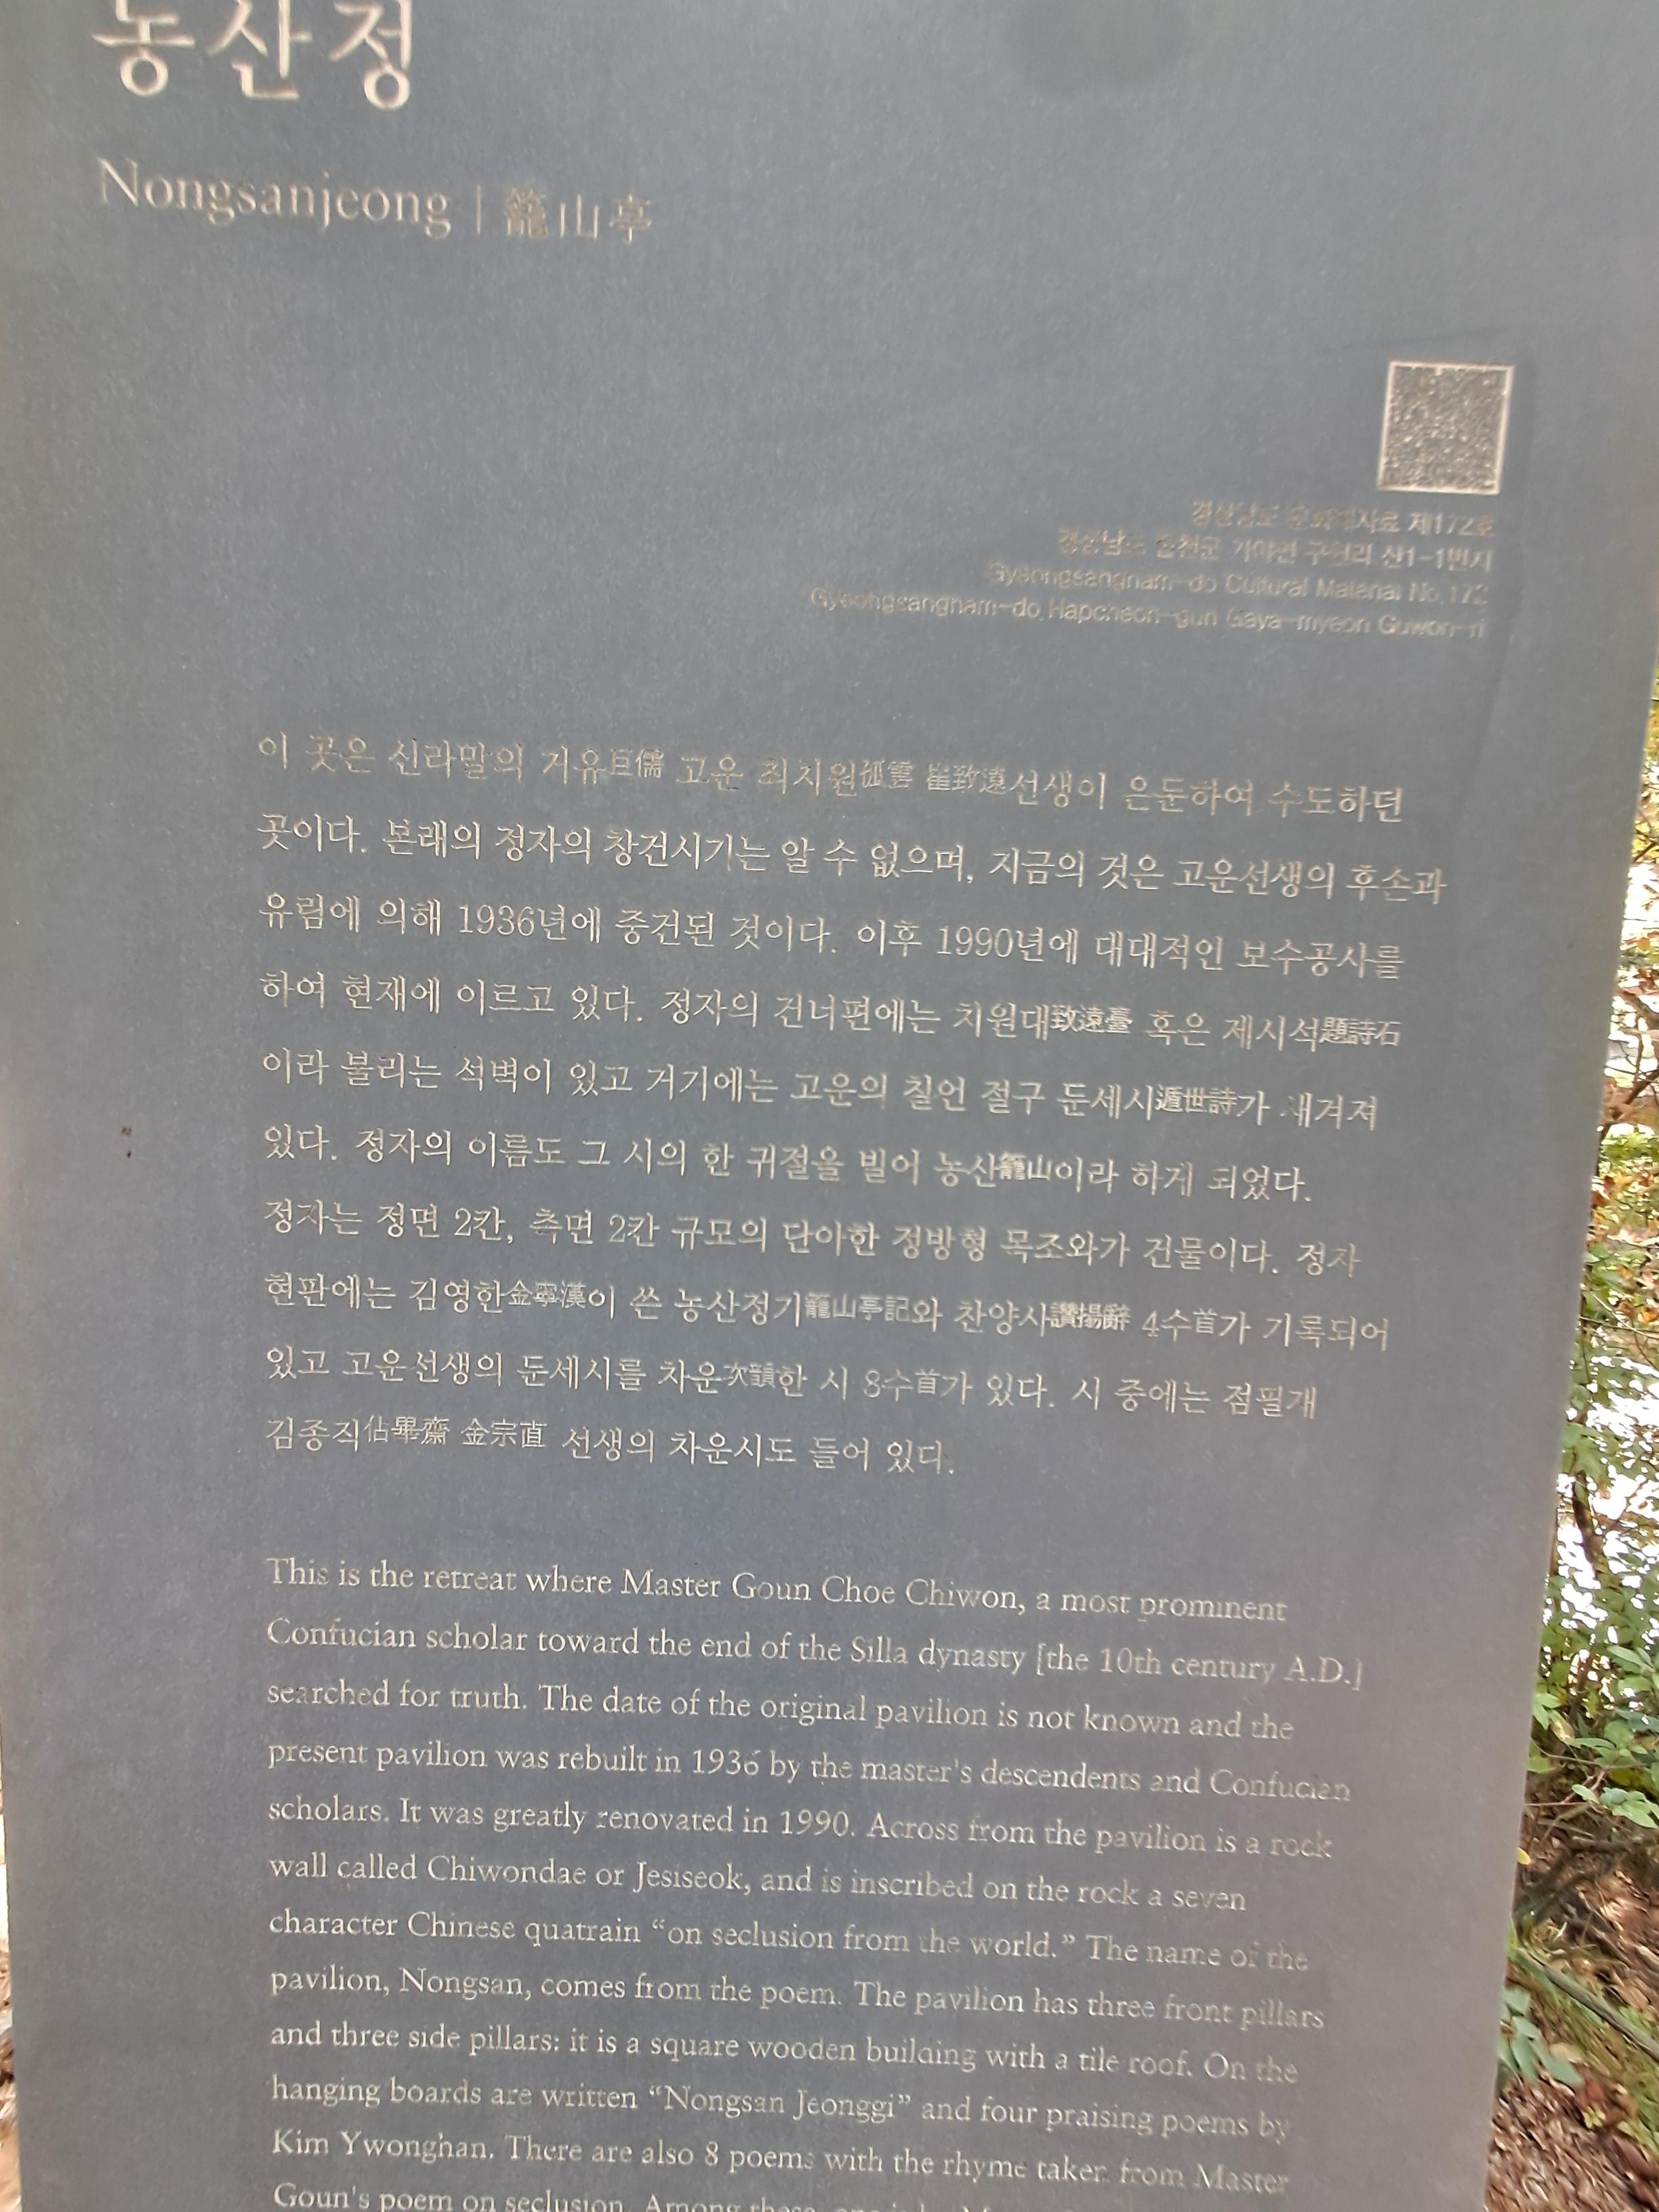 농산정
Nongsanjeong | 籠山亭
경상남도 문화재자료 제172호
경상남도 합천군 가야면 구원리 산1-1번지
Gyeongsangnam-do Cultural Material No.172
Gyeongsangnam-do, Hapcheon-gun Gaya-myeon Guwon-ri
이 곳은 신라말의 거유巨儒 고운 최치원孤雲 崔致遠선생이 은둔하여 수도하던
곳이다. 본래의 정자의 창건시기는 알 수 없으며, 지금의 것은 고운선생의 후손과
유림에 의해 1936년에 중건된 것이다. 이후 1990년에 대대적인 보수공사를
하여 현재에 이르고 있다. 정자의 건너편에는 치원대致遠臺 혹은 제시석題詩石
이라 불리는 석벽이 있고 거기에는 고운의 칠언 절구 둔세시遁世詩가 새겨져
있다. 정자의 이름도 그 시의 한 귀절을 빌어 농산籠山이라 하게 되었다.
정자는 정면 2칸, 측면 2칸 규모의 단아한 정방형 목조와가 건물이다. 정자
현판에는 김영한金寗漢이 쓴 농산정기籠山亭記와 찬양사讚揚辭 4수首가 기록되어
있고 고운선생의 둔세시를 차운次韻한 시 8수首가 있다. 시 중에는 점필재
김종직佔畢齋 金宗直 선생의 차운시도 들어 있다.
This is the retreat where Master Goun Choe Chiwon, a most prominent
Confucian scholar toward the end of the Silla dynasty [the 10th century A.D.]
searched for truth. The date of the original pavilion is not known and the
present pavilion was rebuilt in 1936 by the master's descendents and Confucian
scholars. It was greatly renovated in 1990. Across from the pavilion is a rock
wall called Chiwondae or Jesiseok, and is inscribed on the rock a seven
character Chinese quatrain “on seclusion from the world.” The name of the
pavilion, Nongsan, comes from the poem. The pavilion has three front pillars
and three side pillars: it is a square wooden building with a tile roof. On the
hanging boards are written “Nongsan Jeonggi” and four praising poems by
Kim Ywonghan. There are also 8 poems with the rhyme taken from Master
Goun's poem on seclusion. Among these, one is by